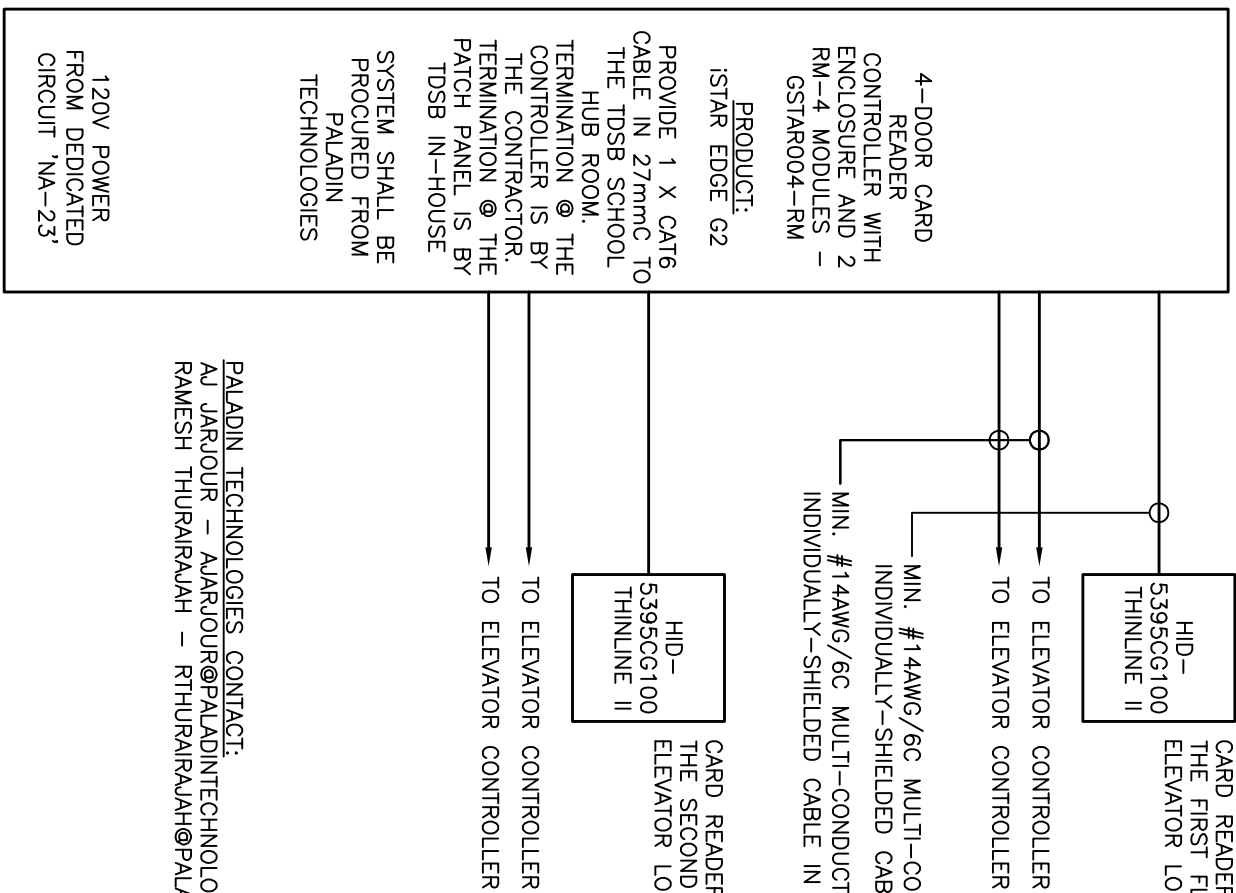 4-DOOR CARD
READER
CONTROLLER WITH
ENCLOSURE AND 2
RM-4 MODULES -
GSTAR004-RM
PRODUCT:
iSTAR EDGE G2
PROVIDE 1 X CAT6
CABLE IN 27mmC TO
THE TDSB SCHOOL
HUB ROOM.
TERMINATION @ THE
CONTROLLER IS BY
THE CONTRACTOR.
TERMINATION @ THE
PATCH PANEL IS BY
TDSB IN-HOUSE
SYSTEM SHALL BE
PROCURED FROM
PALADIN
TECHNOLOGIES
120V POWER
FROM DEDICATED
CIRCUIT 'NA-23'
HID-
5395CG100
THINLINE II
CARD READER
THE FIRST FL
ELEVATOR LO
TO ELEVATOR CONTROLLER
TO ELEVATOR CONTROLLER
MIN. #14AWG/6C MULTI-CO
INDIVIDUALLY-SHIELDED CAB
MIN. #14AWG/6C MULTI-CONDUCT
INDIVIDUALLY-SHIELDED CABLE IN
HID-
5395CG100
THINLINE II
CARD READER
THE SECOND
ELEVATOR LO
TO ELEVATOR CONTROLLER
TO ELEVATOR CONTROLLER
PALADIN TECHNOLOGIES CONTACT:
AJ JARJOUR - AJARJOUR@PALADINTECHNOLO
RAMESH THURAIRAJAH - RTHURAIRAJAH@PALA